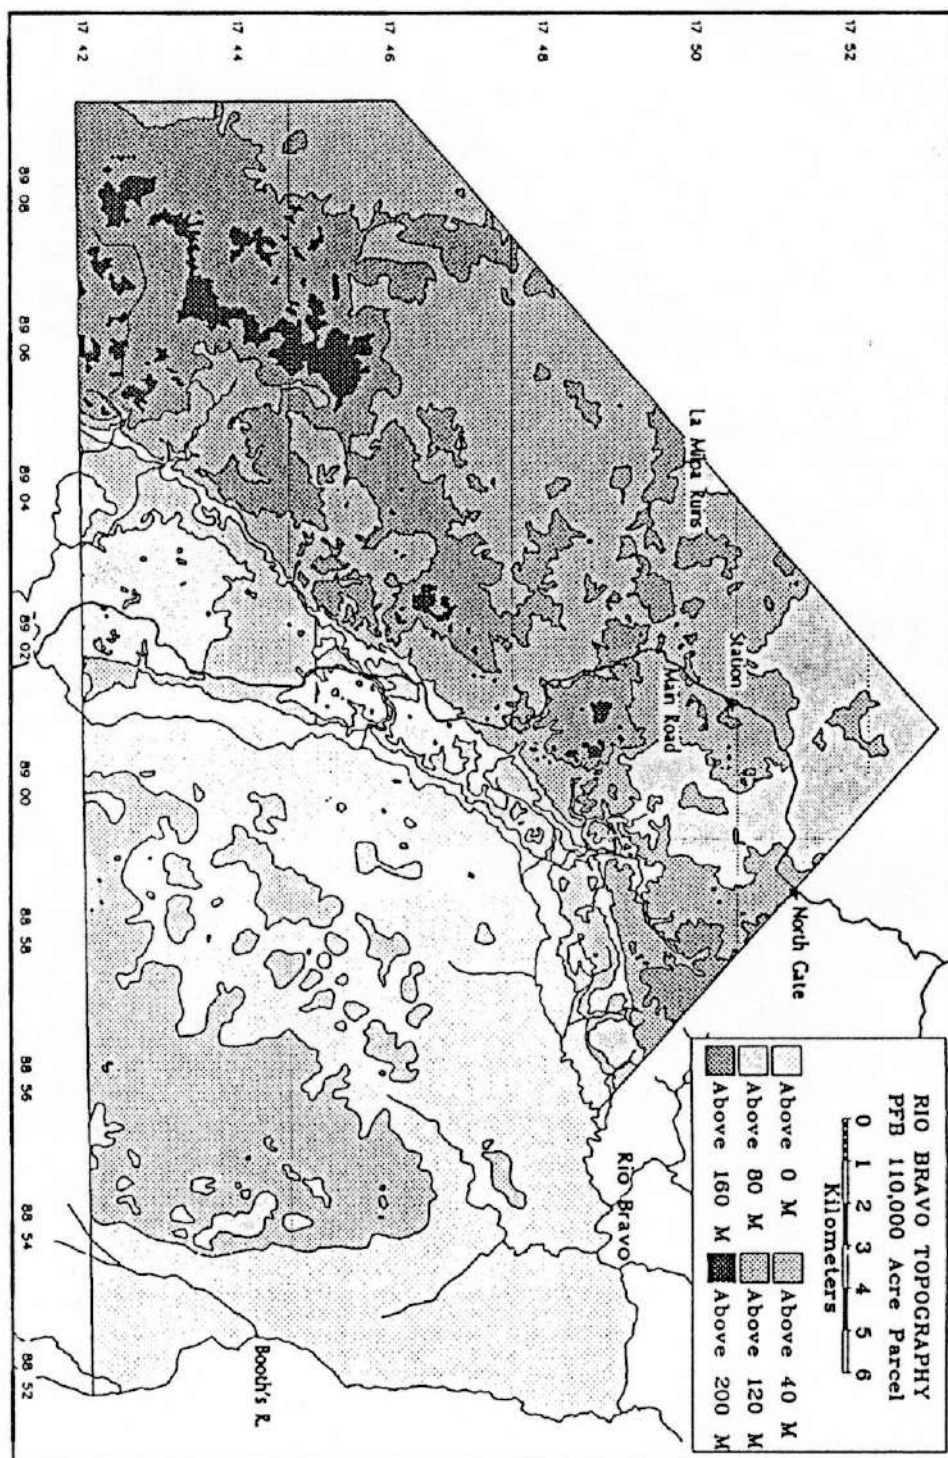 RIO BRAVO TOPOGRAPHY
PFB 110,000 Acre Parcel
0 1 2 3 4 5 6
Kilometers
Above 0 M
Above 40 M
Above 80 M
Above 120 M
Above 160 M
Above 200 M
17 52
17 50
17 48
17 46
17 44
17 42
La Milpa Ruins
Station
Main Road
North Gate
Rio Bravo
Booth's R.
89 08
89 06
89 04
89 02
89 00
88 58
88 56
88 54
88 52